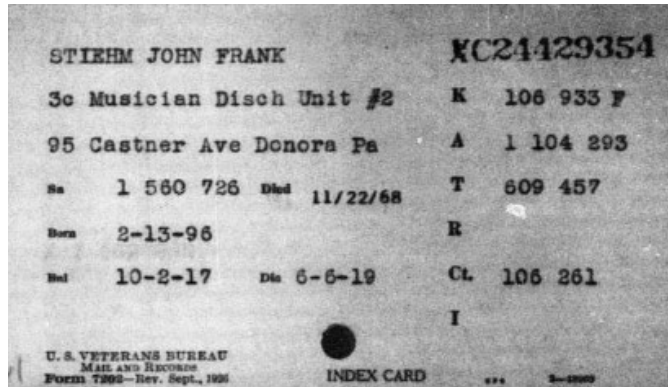 STIEHM JOHN FRANK XC24429354
3c Musician Disch Unit #2 K 106 933 F
95 Castner Ave Donora Pa A 1 104 293
Sn 1 560 726 Died 11/22/68 T 609 457
Born 2-13-96 R
Enl 10-2-17 Dis 6-6-19 Ct. 106 261
I
U. S. VETERANS BUREAU
MAIL AND RECORDS
Form 7202—Rev. Sept., 1926 INDEX CARD